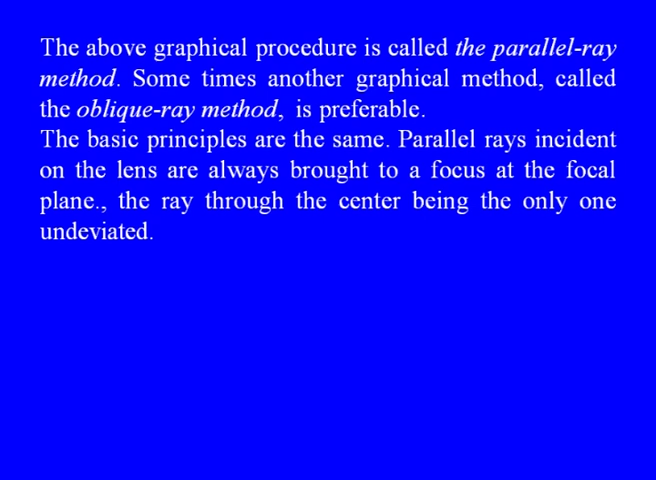 The above graphical procedure is called the parallel-ray
method. Some times another graphical method, called
the oblique-ray method, is preferable.
The basic principles are the same. Parallel rays incident
on the lens are always brought to a focus at the focal
plane., the ray through the center being the only one
undeviated.